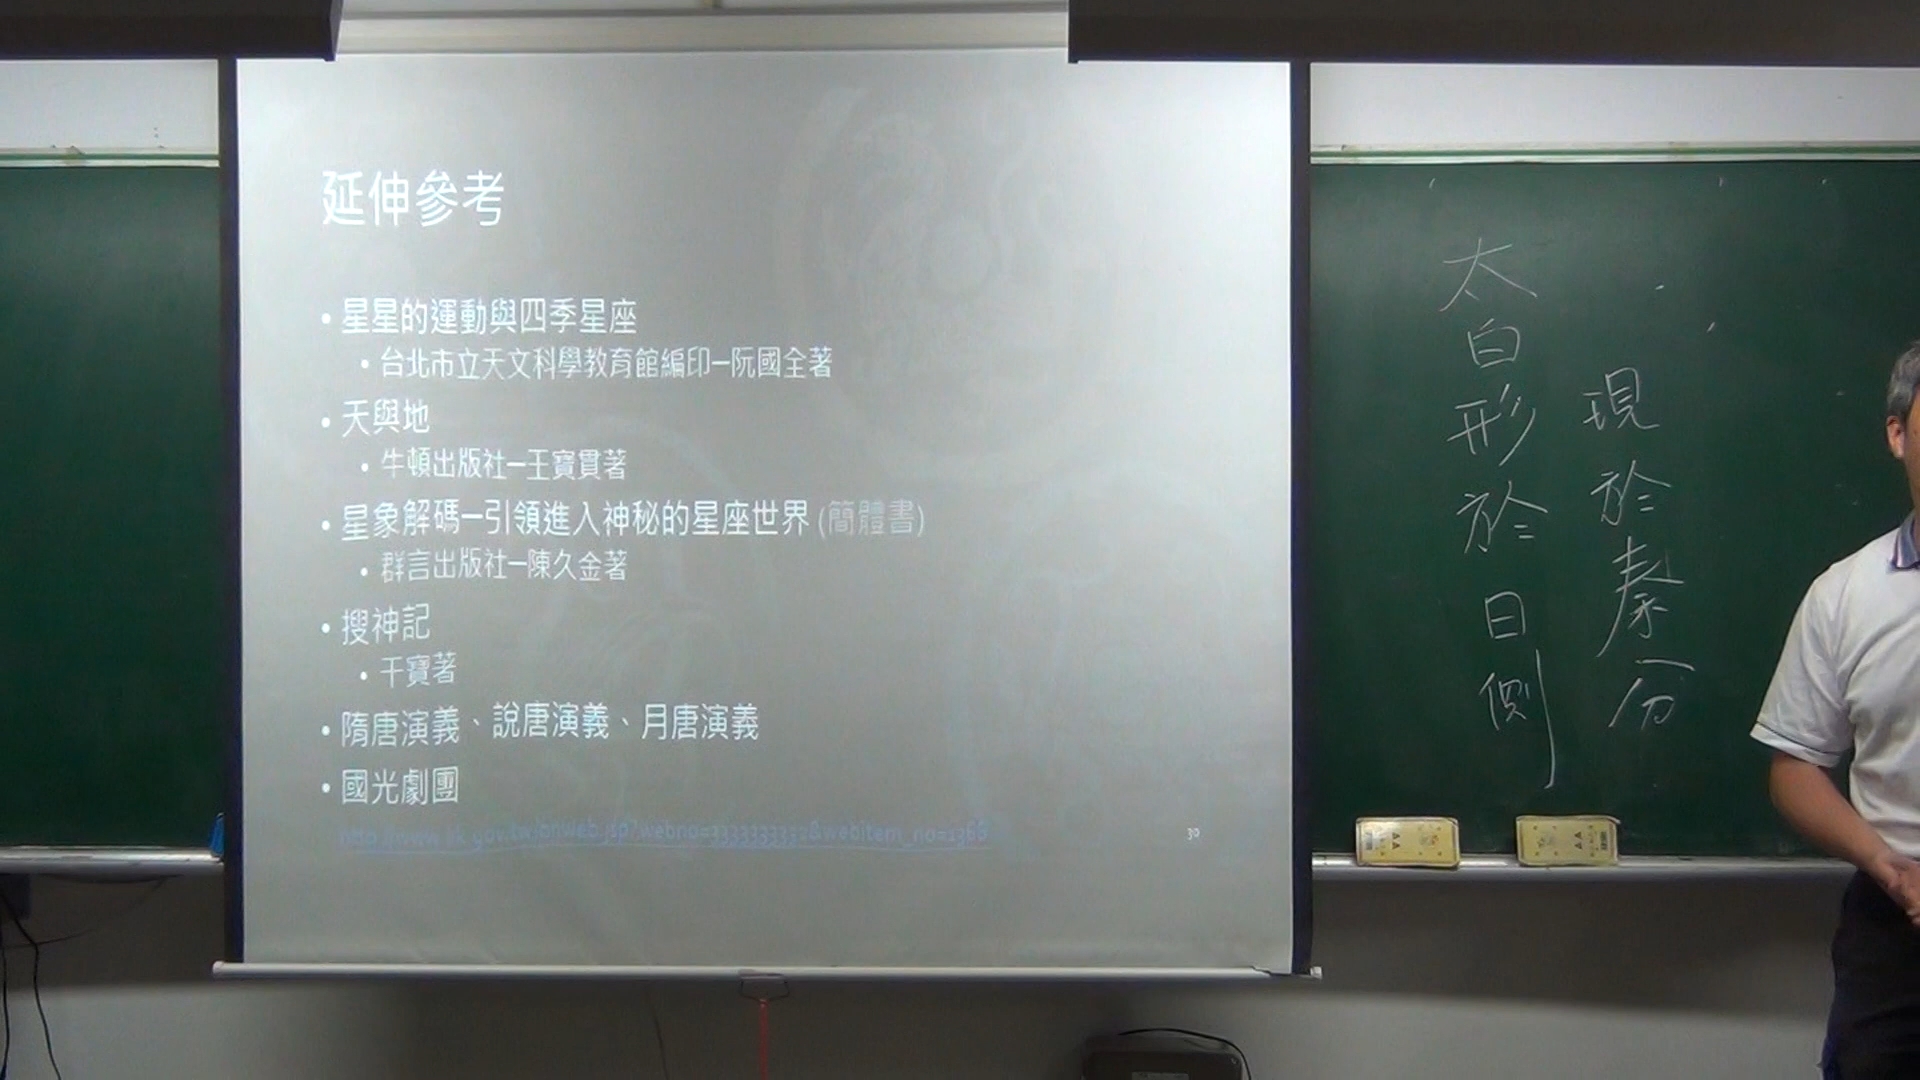 延伸參考
• 星星的運動與四季星座
• 台北市立天文科學教育館編印—阮國全著
• 天與地
• 牛頓出版社—王寶貫著
• 星象解碼—引領進入神秘的星座世界 (簡體書)
• 群言出版社—陳久金著
• 搜神記
• 干寶著
• 隋唐演義、說唐演義、月唐演義
• 國光劇團
30
太白形於日側
現於秦分